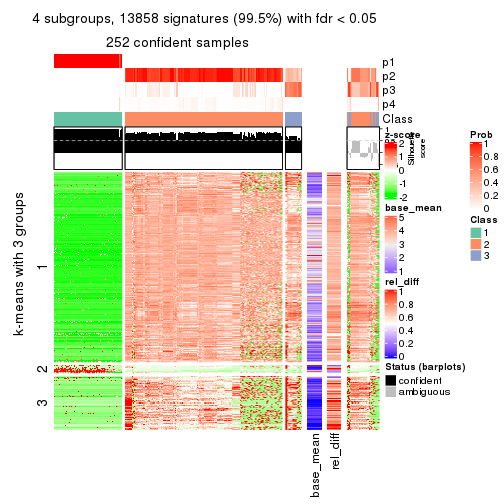 4 subgroups, 13858 signatures (99.5%) with fdr < 0.05
252 confident samples
p1
p2
p3
p4
Class
1
Silhouette
score
k-means with 3 groups
1
2
3
base_mean
rel_diff
z-score
2
1
0
-1
-2
base_mean
5
4
3
2
1
rel_diff
1
0.8
0.6
0.4
0.2
0
Status (barplots)
confident
ambiguous
Prob
1
0.8
0.6
0.4
0.2
0
Class
1
2
3